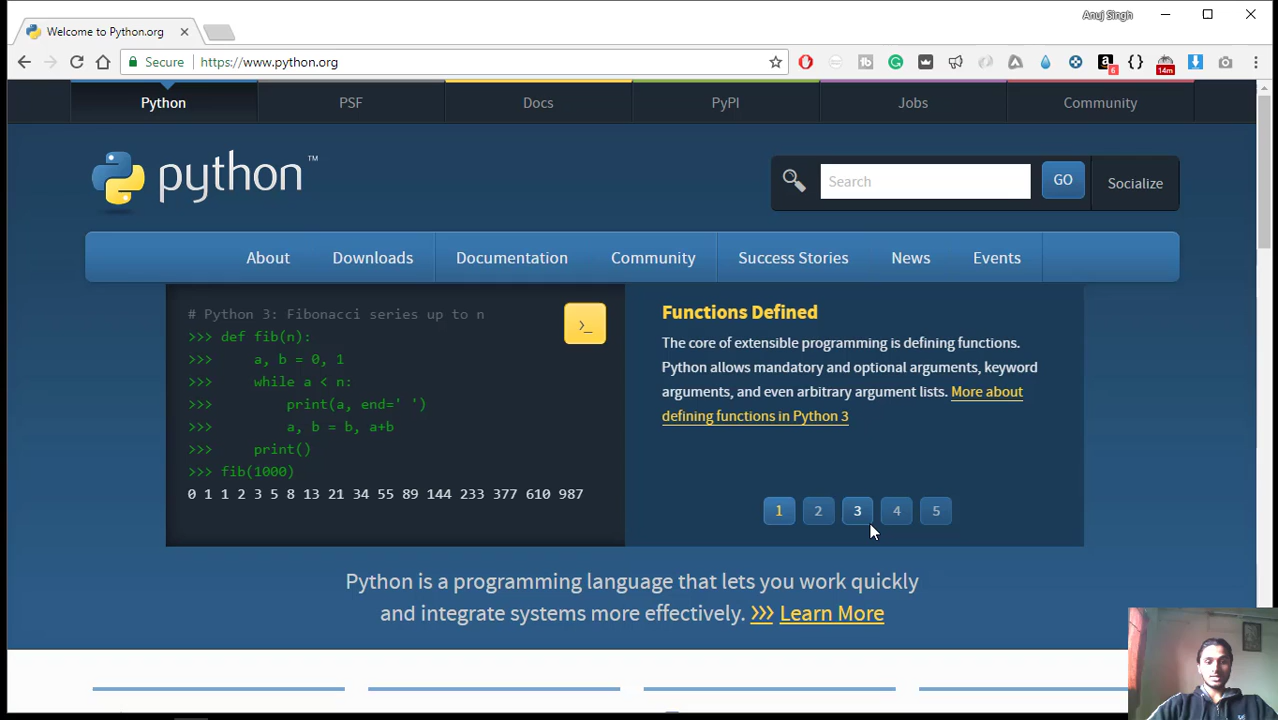 Anuj Singh
Welcome to Python.org
Secure https://www.python.org
6
14m
Python PSF Docs PyPI Jobs Community
python™
Search GO Socialize
About Downloads Documentation Community Success Stories News Events
# Python 3: Fibonacci series up to n
>>> def fib(n):
>>> a, b = 0, 1
>>> while a < n:
>>> print(a, end=' ')
>>> a, b = b, a+b
>>> print()
>>> fib(1000)
0 1 1 2 3 5 8 13 21 34 55 89 144 233 377 610 987
>_
Functions Defined
The core of extensible programming is defining functions.
Python allows mandatory and optional arguments, keyword
arguments, and even arbitrary argument lists. More about
defining functions in Python 3
1 2 3 4 5
Python is a programming language that lets you work quickly
and integrate systems more effectively. >>> Learn More